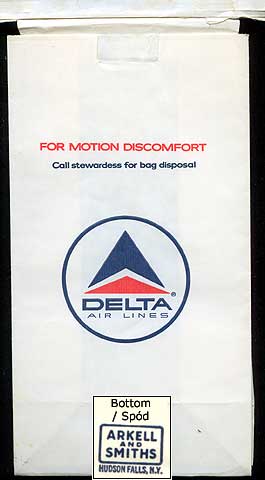 FOR MOTION DISCOMFORT
Call stewardess for bag disposal
DELTA®
AIR LINES
Bottom
/ Spód
ARKELL
AND
SMITHS
HUDSON FALLS, N.Y.